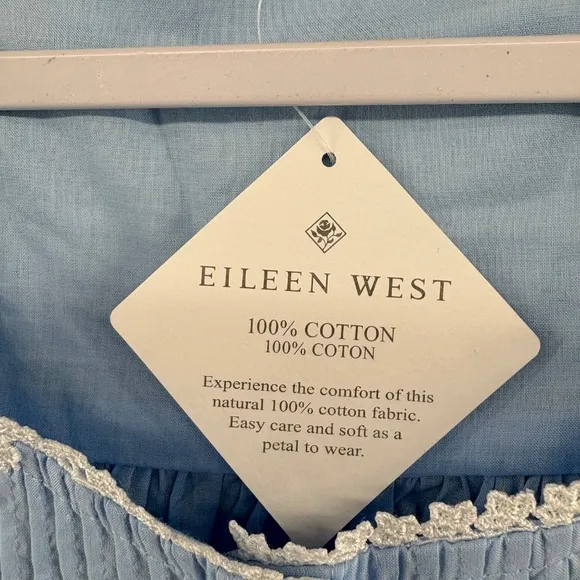 EILEEN WEST
100% COTTON
100% COTON
Experience the comfort of this
natural 100% cotton fabric.
Easy care and soft as a
petal to wear.